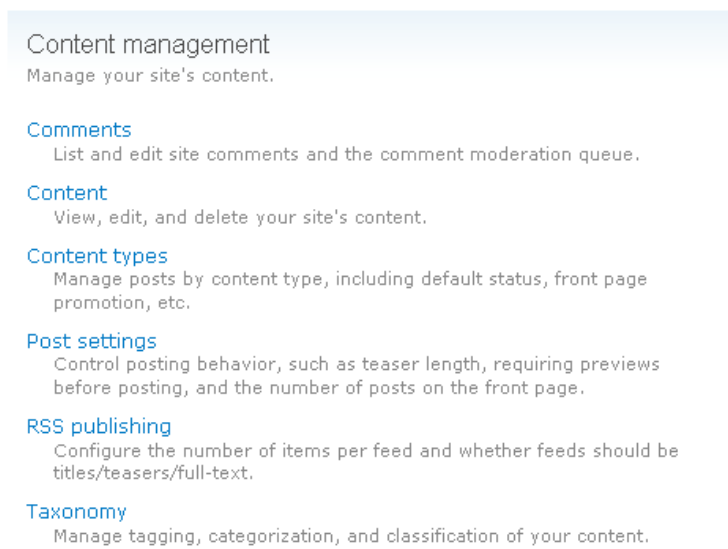 Content management
Manage your site's content.
Comments
List and edit site comments and the comment moderation queue.
Content
View, edit, and delete your site's content.
Content types
Manage posts by content type, including default status, front page
promotion, etc.
Post settings
Control posting behavior, such as teaser length, requiring previews
before posting, and the number of posts on the front page.
RSS publishing
Configure the number of items per feed and whether feeds should be
titles/teasers/full-text.
Taxonomy
Manage tagging, categorization, and classification of your content.